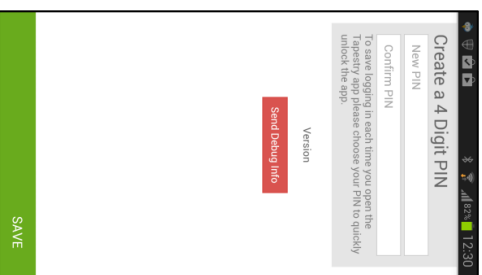 82% 12:30
Create a 4 Digit PIN
New PIN
Confirm PIN
To save logging in each time you open the
Tapestry app please choose your PIN to quickly
unlock the app.
Version
Send Debug Info
SAVE